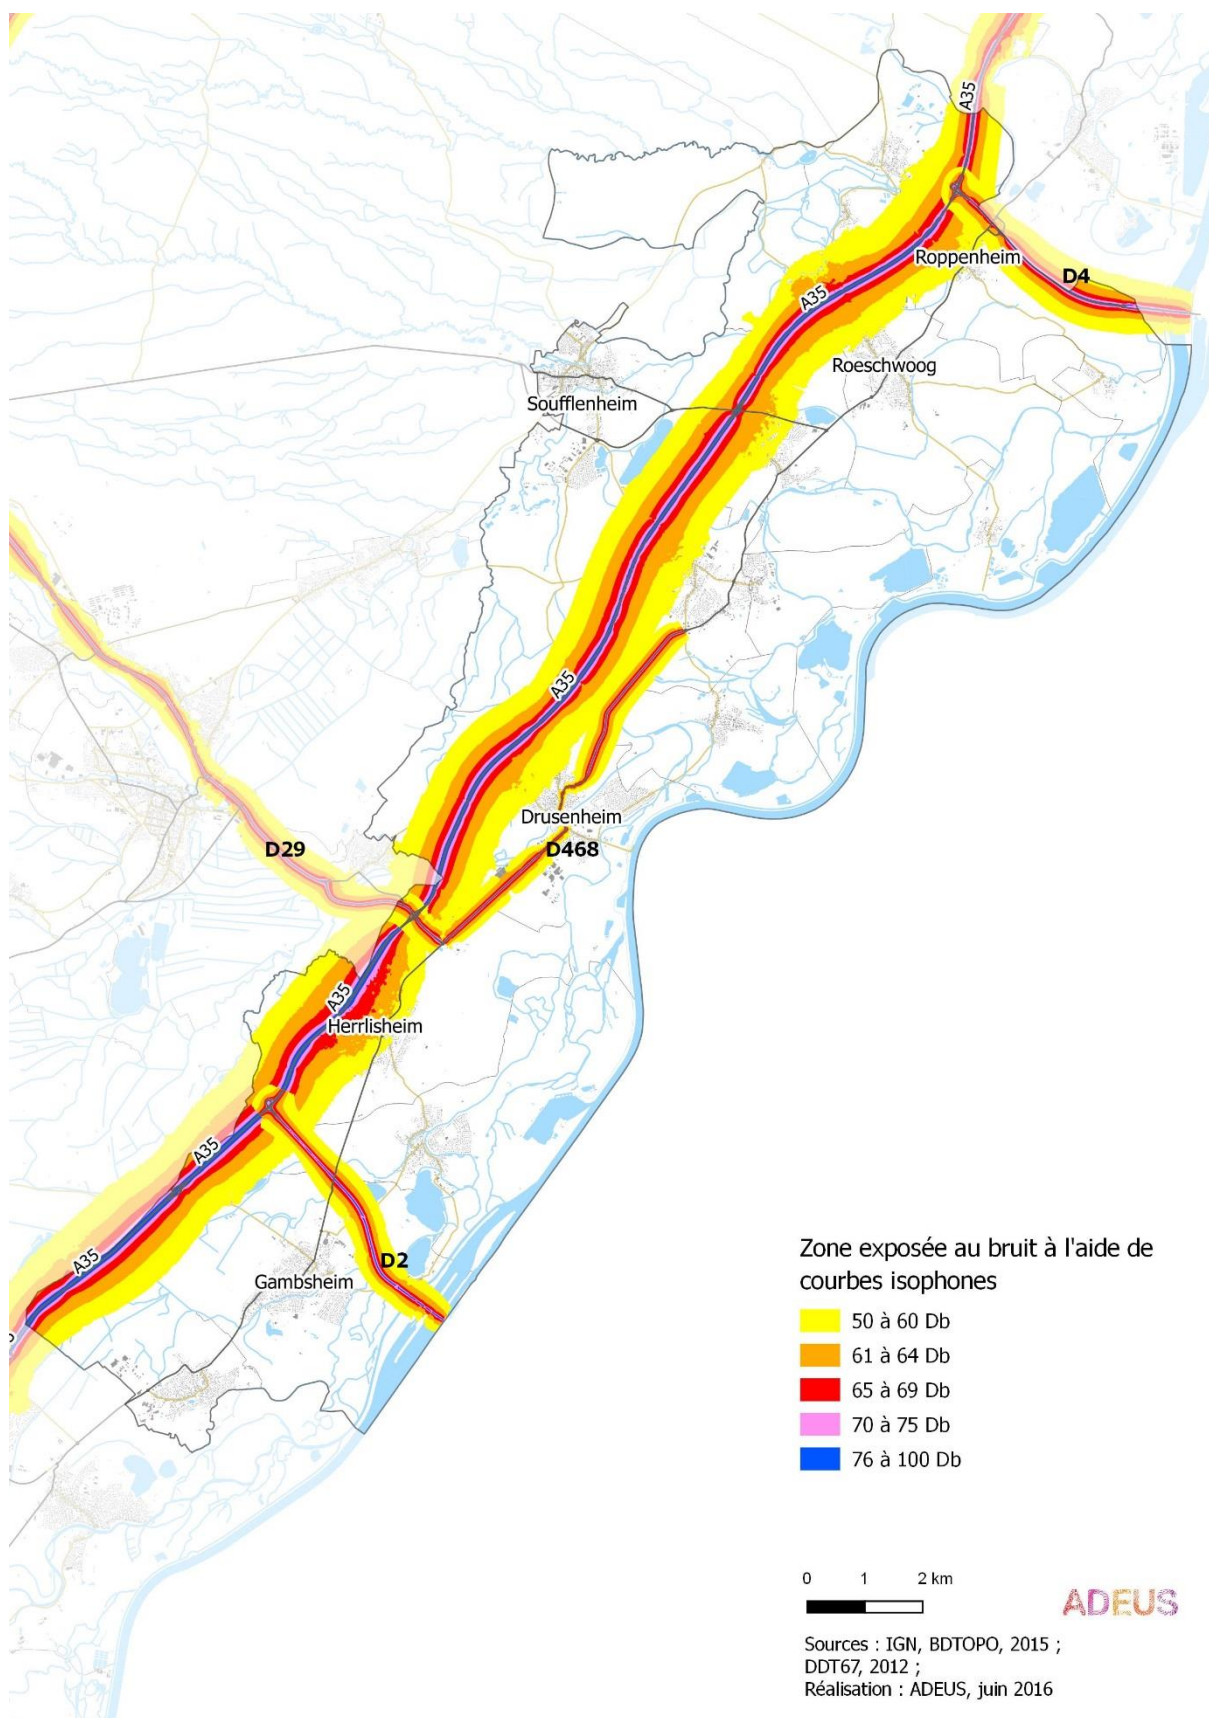 A35
Roppenheim
D4
A35
Roeschwoog
Soufflenheim
A35
Drusenheim
D29
D468
A35
Herrlisheim
A35
D2
A35
Gambsheim
Zone exposée au bruit à l'aide de
courbes isophones
50 à 60 Db
61 à 64 Db
65 à 69 Db
70 à 75 Db
76 à 100 Db
0 1 2 km
ADEUS
Sources : IGN, BDTOPO, 2015 ;
DDT67, 2012 ;
Réalisation : ADEUS, juin 2016